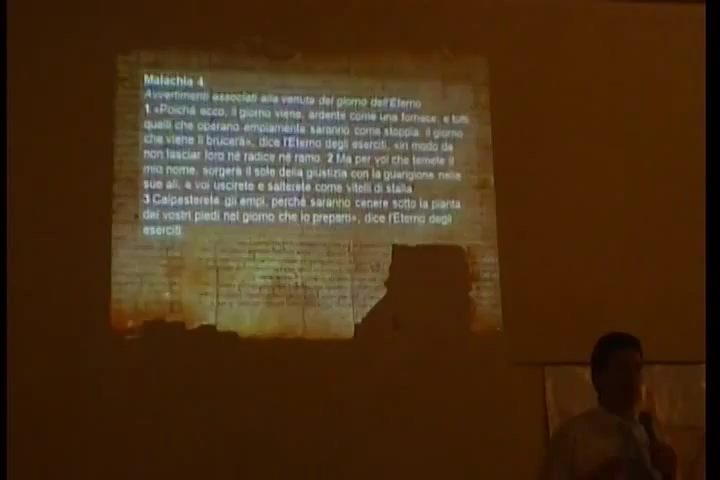 Malachia 4
Avvertimenti associati alla venuta del giorno dell'Eterno
1 «Poiché ecco, il giorno viene, ardente come una fornace; e tutti
quelli che operano empiamente saranno come stoppia; il giorno
che viene li brucerà», dice l'Eterno degli eserciti, «in modo da
non lasciar loro né radice né ramo. 2 Ma per voi che temete il
mio nome, sorgerà il sole della giustizia con la guarigione nelle
sue ali, e voi uscirete e salterete come vitelli di stalla.
3 Calpesterete gli empi, perché saranno cenere sotto la pianta
dei vostri piedi nel giorno che io preparo», dice l'Eterno degli
eserciti.